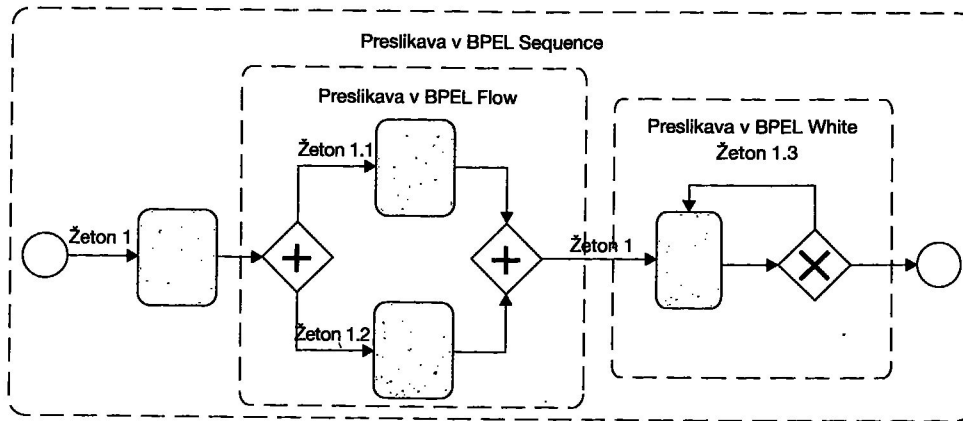 Preslikava v BPEL Sequence
Preslikava v BPEL Flow
Preslikava v BPEL White
Žeton 1.3
Žeton 1.1
Žeton 1
Žeton 1
Žeton 1.2